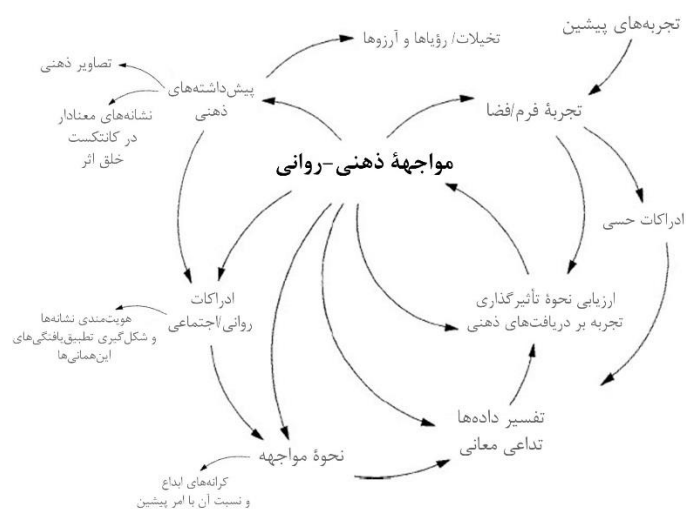 تجربه‌های پیشین
تخیلات/ رؤیاها و آرزوها
تصاویر ذهنی
پیش‌داشته‌های
ذهنی
نشانه‌های معنادار
در کانتکست
خلق اثر
تجربهٔ فرم/فضا
مواجههٔ ذهنی-روانی
ادراکات حسی
ادراکات
روانی/اجتماعی
ارزیابی نحوهٔ تأثیرگذاری
تجربه بر دریافت‌های ذهنی
هویت‌مندی نشانه‌ها
و شکل‌گیری تطبیق‌یافتگی‌های
این‌همانی‌ها
تفسیر داده‌ها
تداعی معانی
نحوهٔ مواجهه
کرانه‌های ابداع
و نسبت آن با امر پیشین